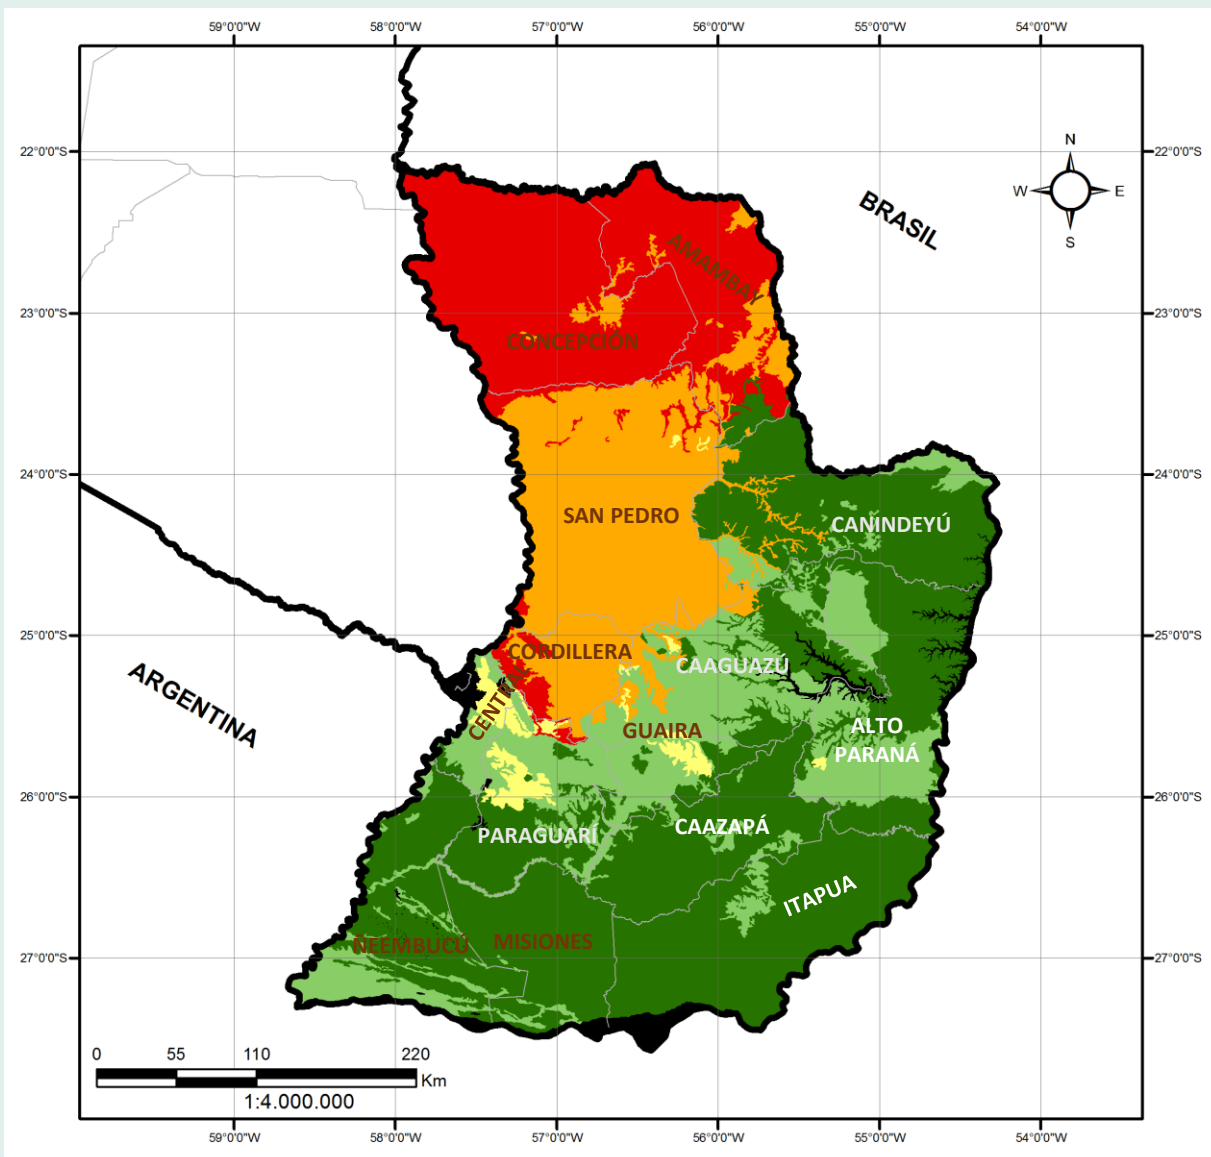 59°0'0"W 58°0'0"W 57°0'0"W 56°0'0"W 55°0'0"W 54°0'0"W
22°0'0"S 22°0'0"S
N
W E
S
BRASIL
AMAMBAY
23°0'0"S 23°0'0"S
CONCEPCIÓN
24°0'0"S 24°0'0"S
SAN PEDRO
CANINDEYÚ
25°0'0"S 25°0'0"S
CORDILLERA
CAAGUAZÚ
ARGENTINA
CENTRAL
GUAIRA
ALTO
PARANÁ
26°0'0"S 26°0'0"S
PARAGUARÍ
CAAZAPÁ
ITAPUA
ÑEEMBUCÚ
MISIONES
27°0'0"S 27°0'0"S
0 55 110 220
Km
1:4.000.000
59°0'0"W 58°0'0"W 57°0'0"W 56°0'0"W 55°0'0"W 54°0'0"W